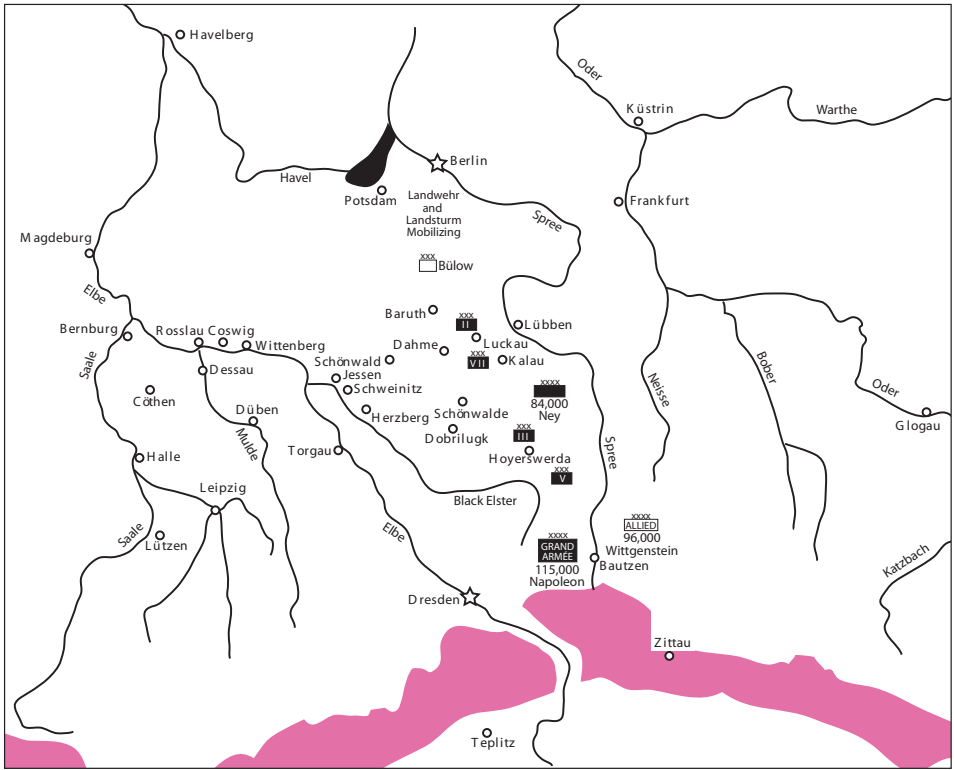 Havelberg
Oder
Küstrin
Warthe
Berlin
Havel
Potsdam
Landwehr
and
Landsturm
Mobilizing
Frankfurt
Spree
Magdeburg
xxx
Bülow
Elbe
Baruth
xxx
II
Lübben
Bernburg
Rosslau
Coswig
Wittenberg
Luckau
Dahme
xxx
VII
Kalau
Schönwald
Saale
Dessau
Jessen
Schweinitz
Neisse
Bober
Oder
xxxx
84,000
Ney
Cöthen
Düben
Herzberg
Schönwalde
Glogau
Mulde
Dobrilugk
xxx
III
Torgau
Hoyerswerda
Spree
Halle
xxx
V
Leipzig
Black Elster
Saale
Lützen
Elbe
xxxx
GRAND
ARMÉE
115,000
Napoleon
xxxx
ALLIED
96,000
Wittgenstein
Bautzen
Katzbach
Dresden
Zittau
Teplitz